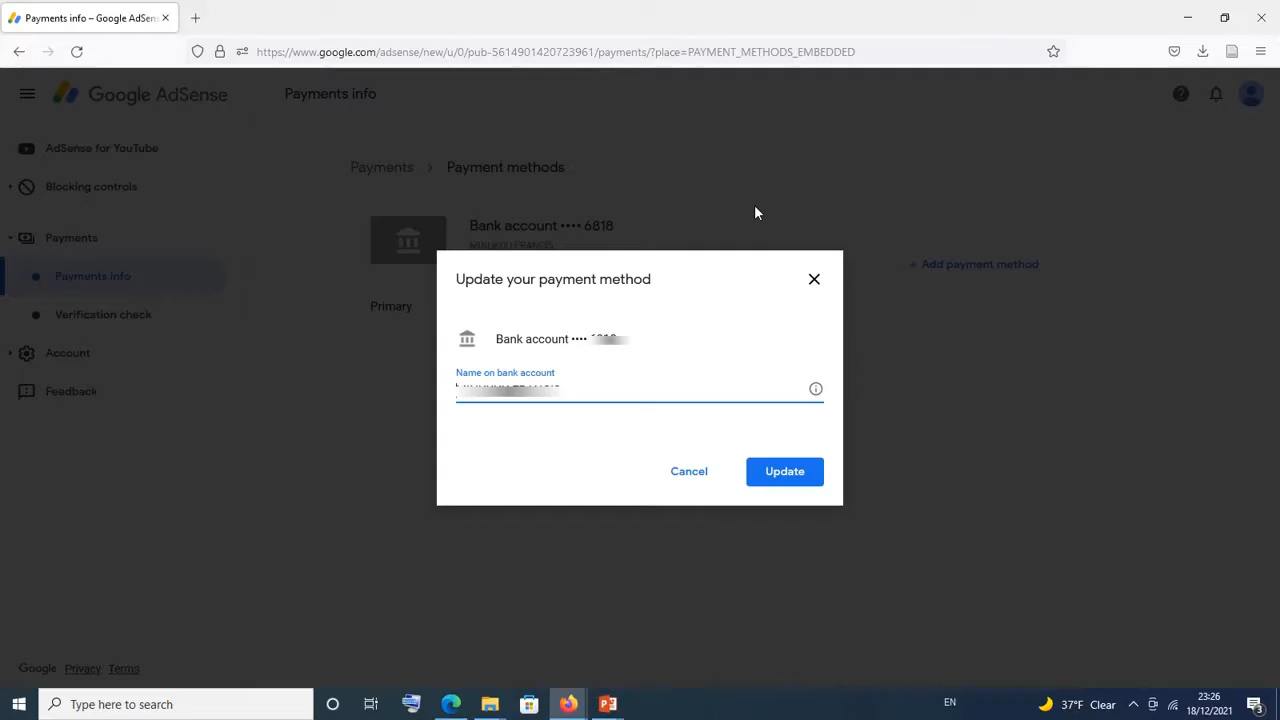 Payments info – Google AdSen
https://www.google.com/adsense/new/u/0/pub-5614901420723961/payments/?place=PAYMENT_METHODS_EMBEDDED
Google AdSense
Payments info
AdSense for YouTube
Blocking controls
Payments
Payments info
Verification check
Account
Feedback
Payments > Payment methods
Bank account •••• 6818
+ Add payment method
Primary
Update your payment method
Bank account ••••
Name on bank account
Cancel
Update
Google Privacy Terms
Type here to search
EN
37°F Clear
23:26
18/12/2021
3